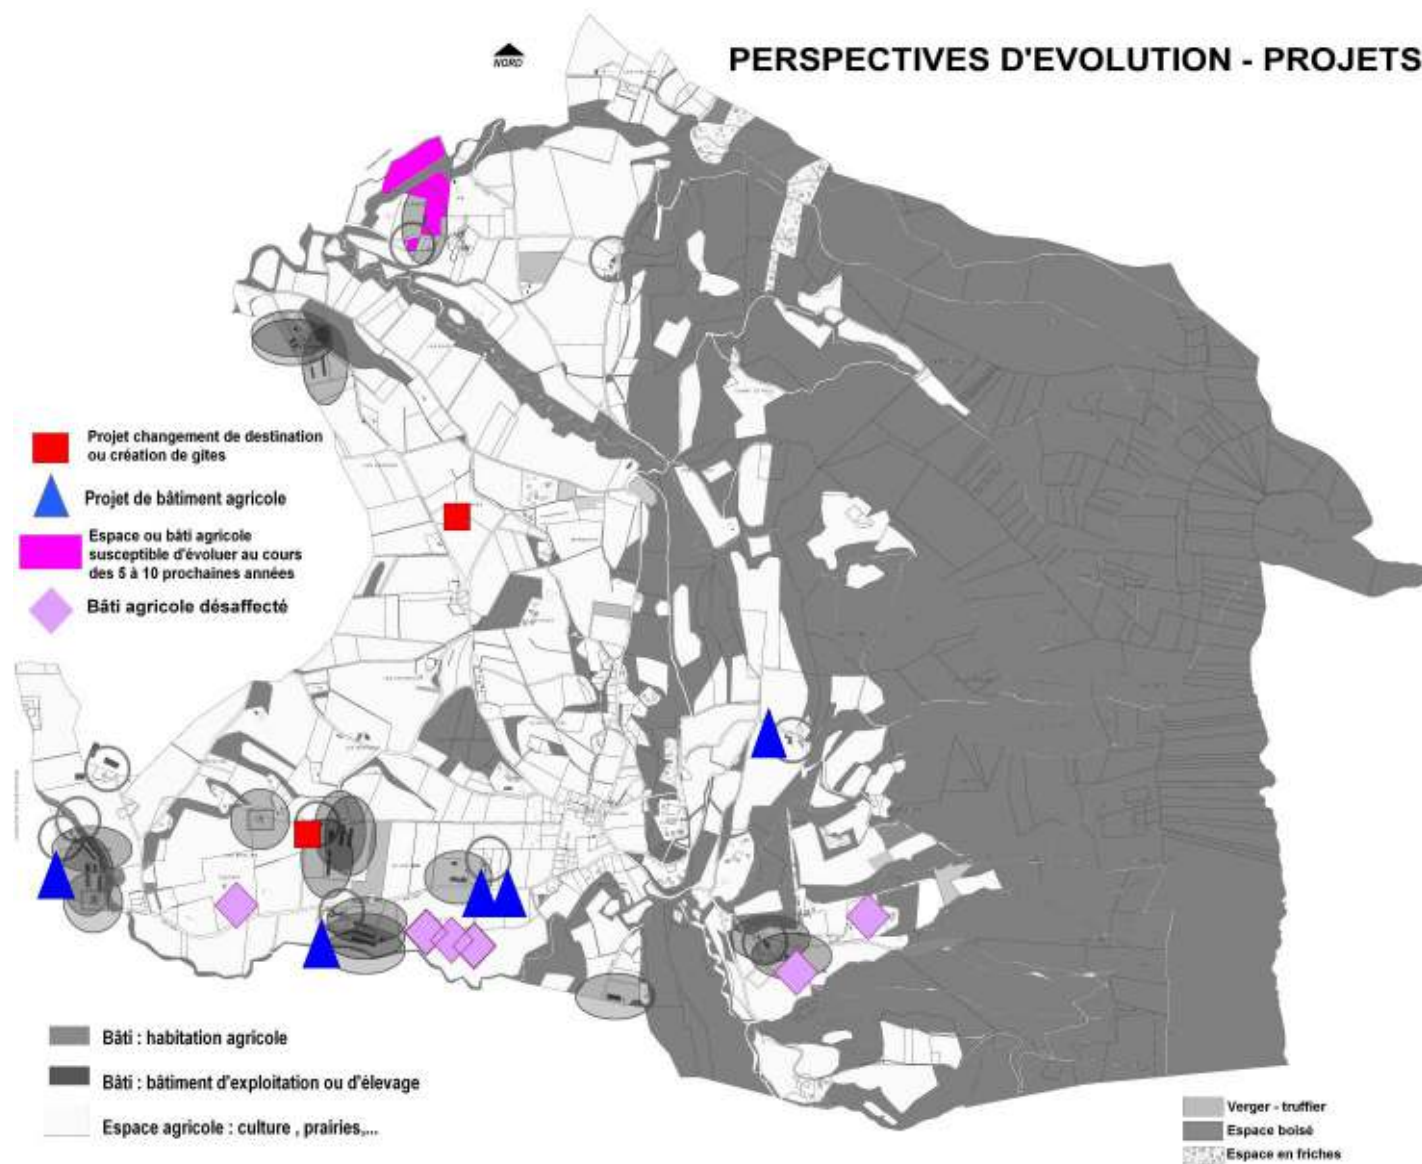 PERSPECTIVES D'EVOLUTION - PROJETS
NORD
Projet changement de destination
ou création de gîtes
Projet de bâtiment agricole
Espace ou bâti agricole
susceptible d'évoluer au cours
des 5 à 10 prochaines années
Bâti agricole désaffecté
Bâti : habitation agricole
Bâti : bâtiment d'exploitation ou d'élevage
Espace agricole : culture , prairies,...
Verger - truffier
Espace boisé
Espace en friches